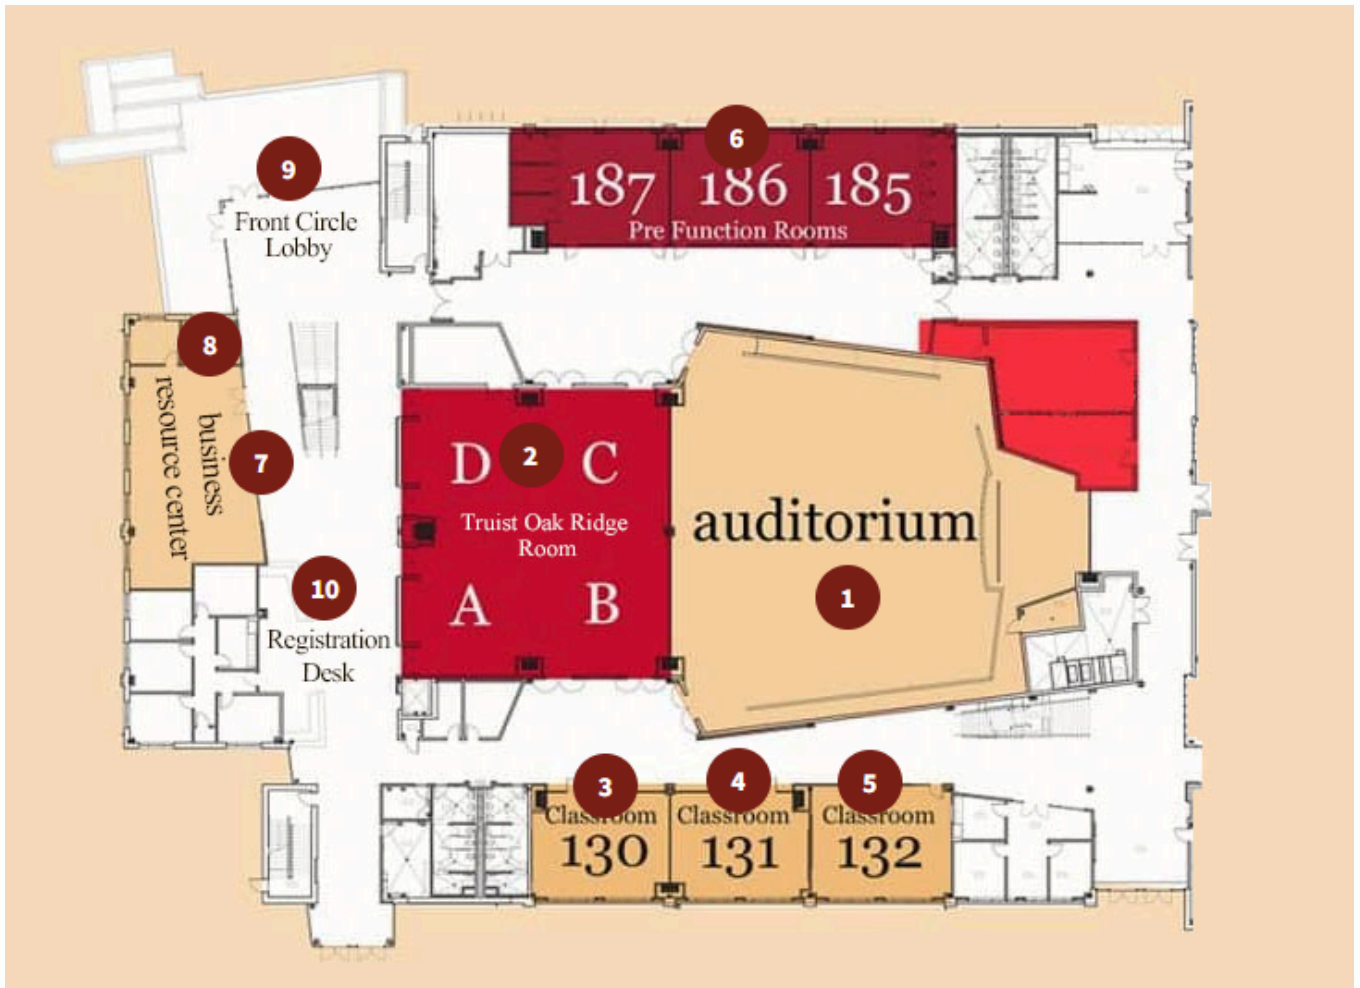 9
Front Circle
Lobby
6
187 186 185
Pre Function Rooms
8
business
resource center
7
D 2 C
Truist Oak Ridge
Room
A B
auditorium
1
10
Registration
Desk
3 4 5
Classroom Classroom Classroom
130 131 132